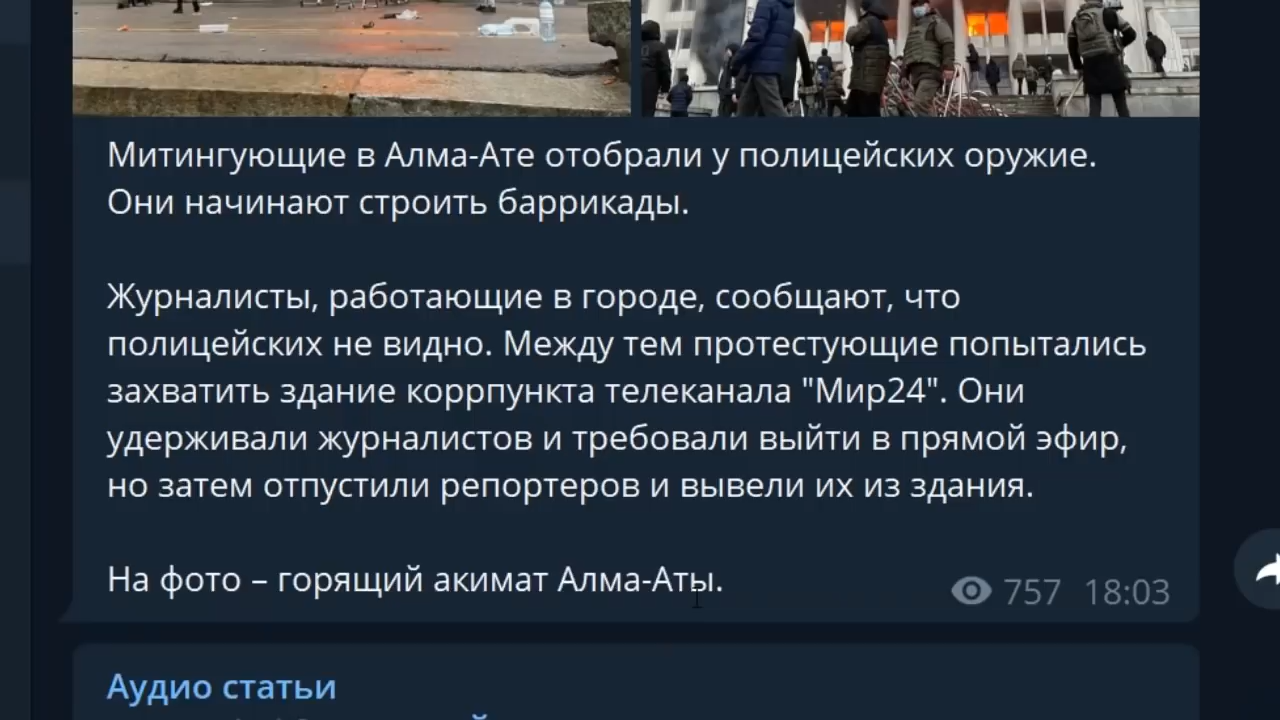 Митингующие в Алма-Ате отобрали у полицейских оружие.
Они начинают строить баррикады.
Журналисты, работающие в городе, сообщают, что
полицейских не видно. Между тем протестующие попытались
захватить здание коррпункта телеканала "Мир24". Они
удерживали журналистов и требовали выйти в прямой эфир,
но затем отпустили репортеров и вывели их из здания.
На фото – горящий акимат Алма-Аты.
757 18:03
Аудио статьи